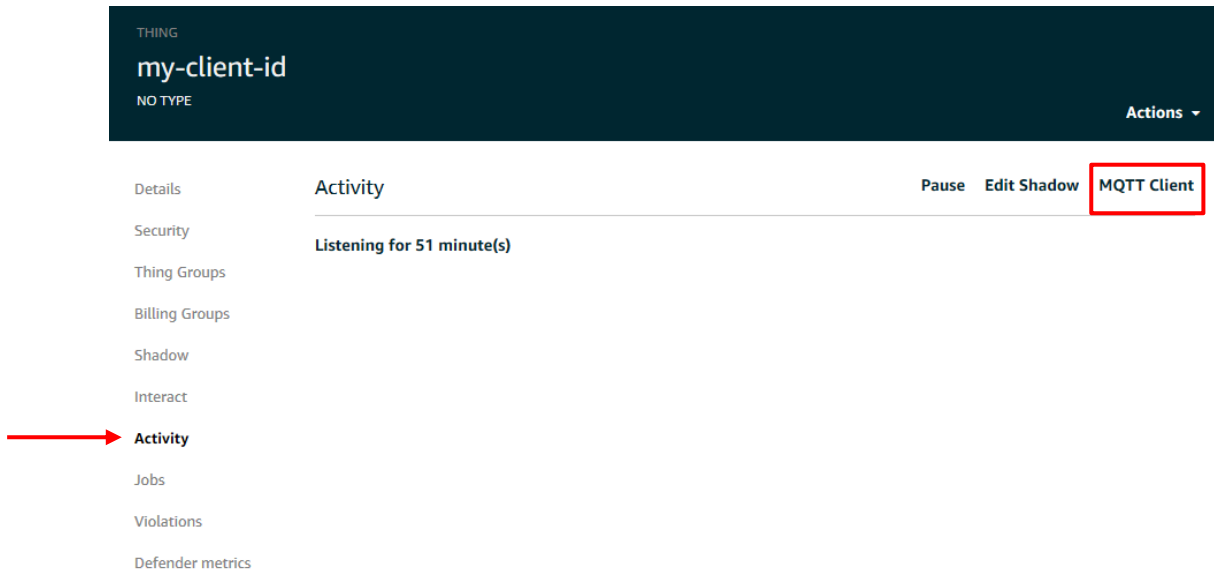 THING
my-client-id
NO TYPE
Actions
Details
Security
Thing Groups
Billing Groups
Shadow
Interact
Activity
Jobs
Violations
Defender metrics
Activity
Pause Edit Shadow MQTT Client
Listening for 51 minute(s)